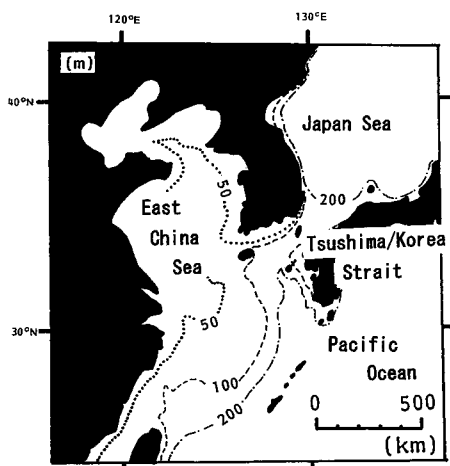 120°E 130°E
(m)
40°N
Japan Sea
50
200
East
China
Sea
Tsushima/Korea
Strait
50
30°N
Pacific
Ocean
100
200
0 500
(km)